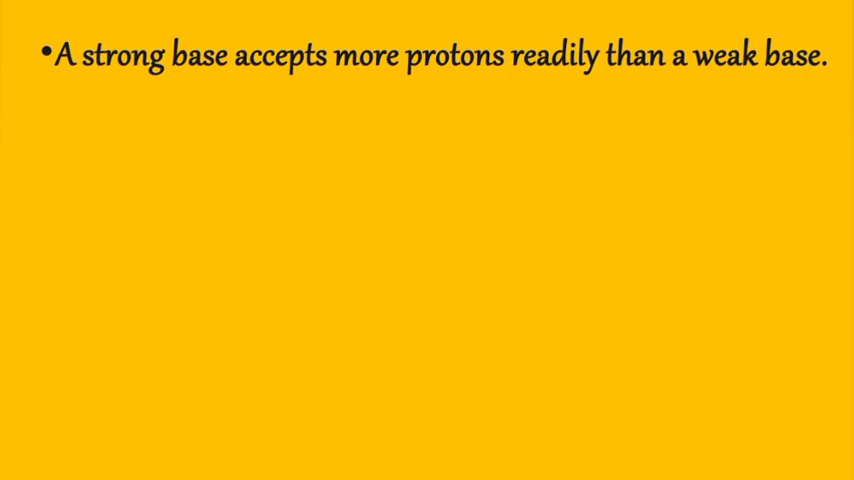 •A strong base accepts more protons readily than a weak base.